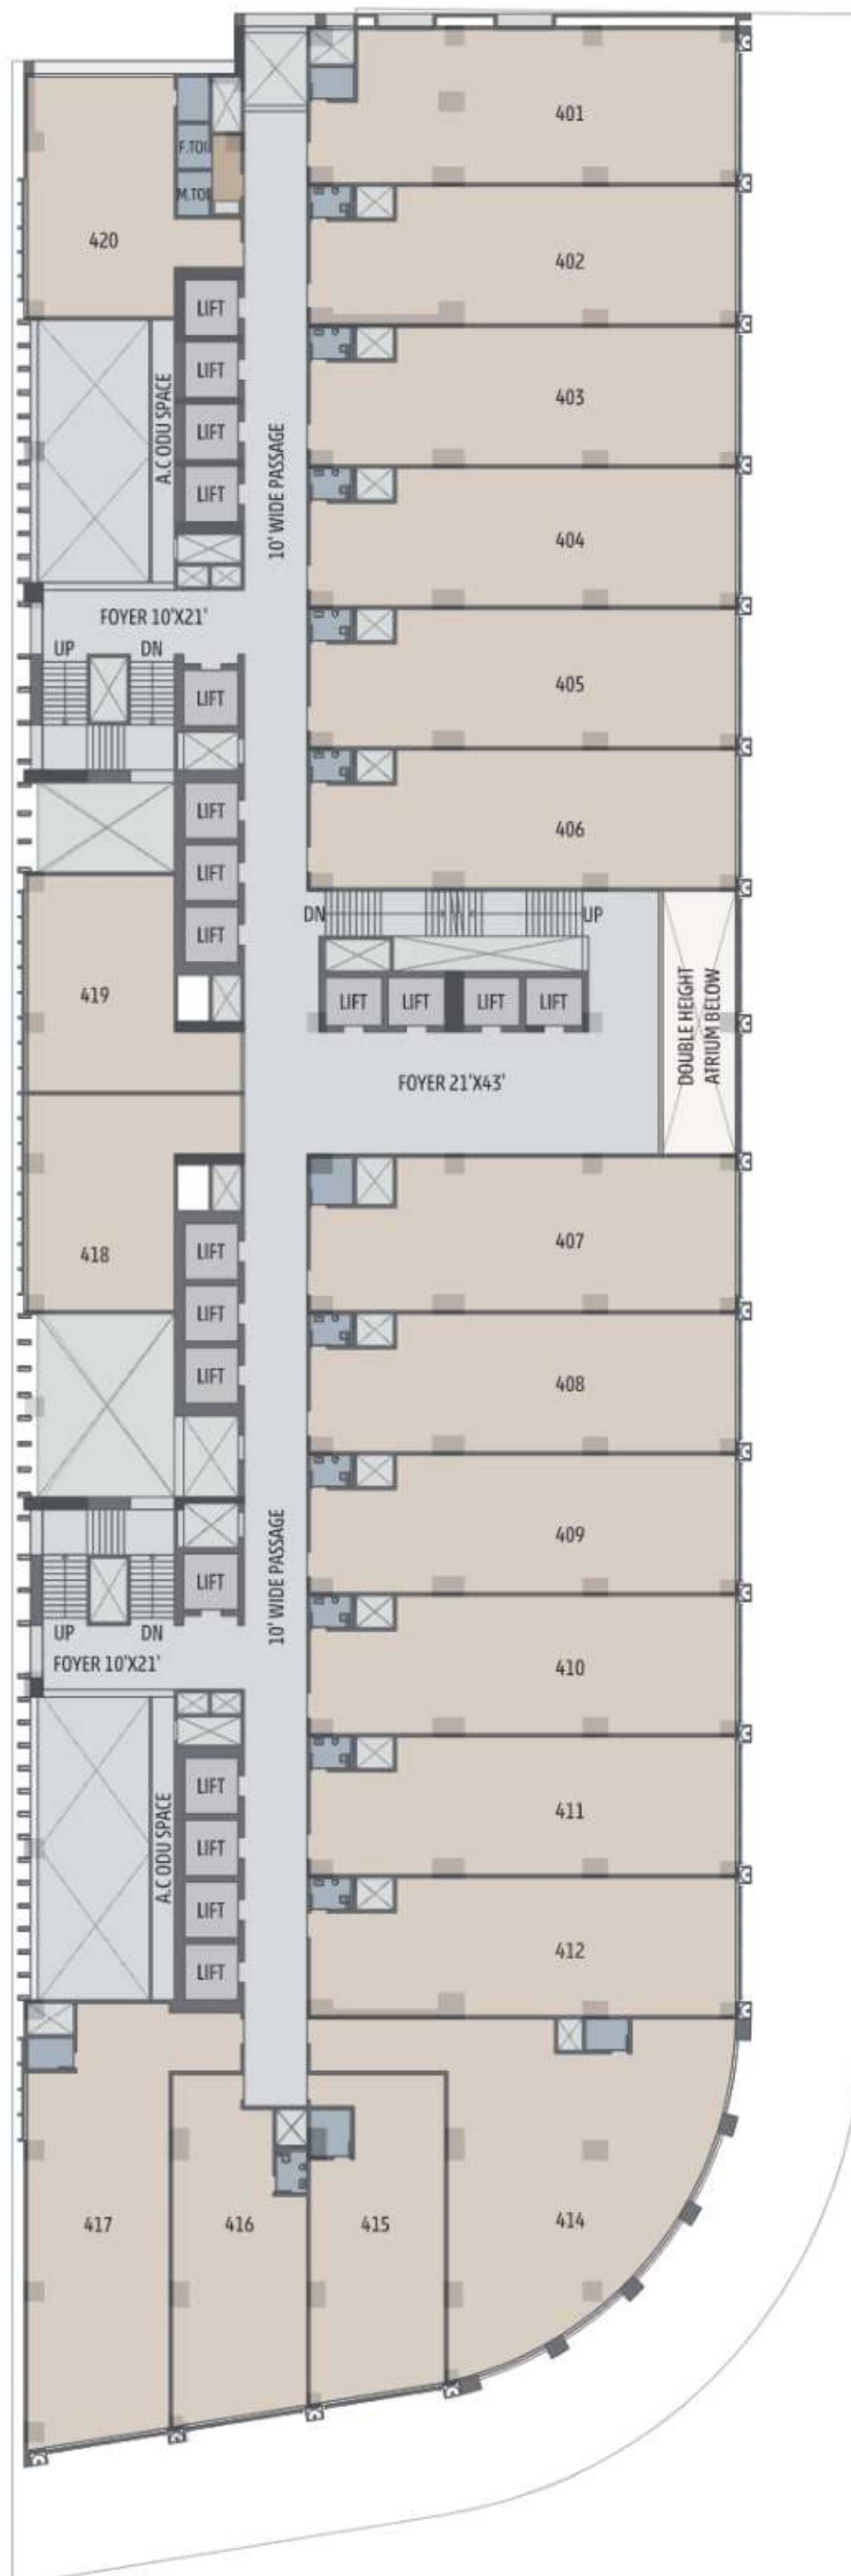 401
F.TOI
M.TOI
420
402
LIFT
LIFT
A.C ODU SPACE
403
LIFT
LIFT
10' WIDE PASSAGE
404
FOYER 10'X21'
UP
DN
LIFT
405
LIFT
406
LIFT
LIFT
DN
UP
419
LIFT
LIFT
LIFT
LIFT
DOUBLE HEIGHT
ATRIUM BELOW
FOYER 21'X43'
418
LIFT
407
LIFT
LIFT
408
10' WIDE PASSAGE
409
LIFT
UP
DN
FOYER 10'X21'
410
LIFT
A.C ODU SPACE
LIFT
411
LIFT
LIFT
412
417
416
415
414